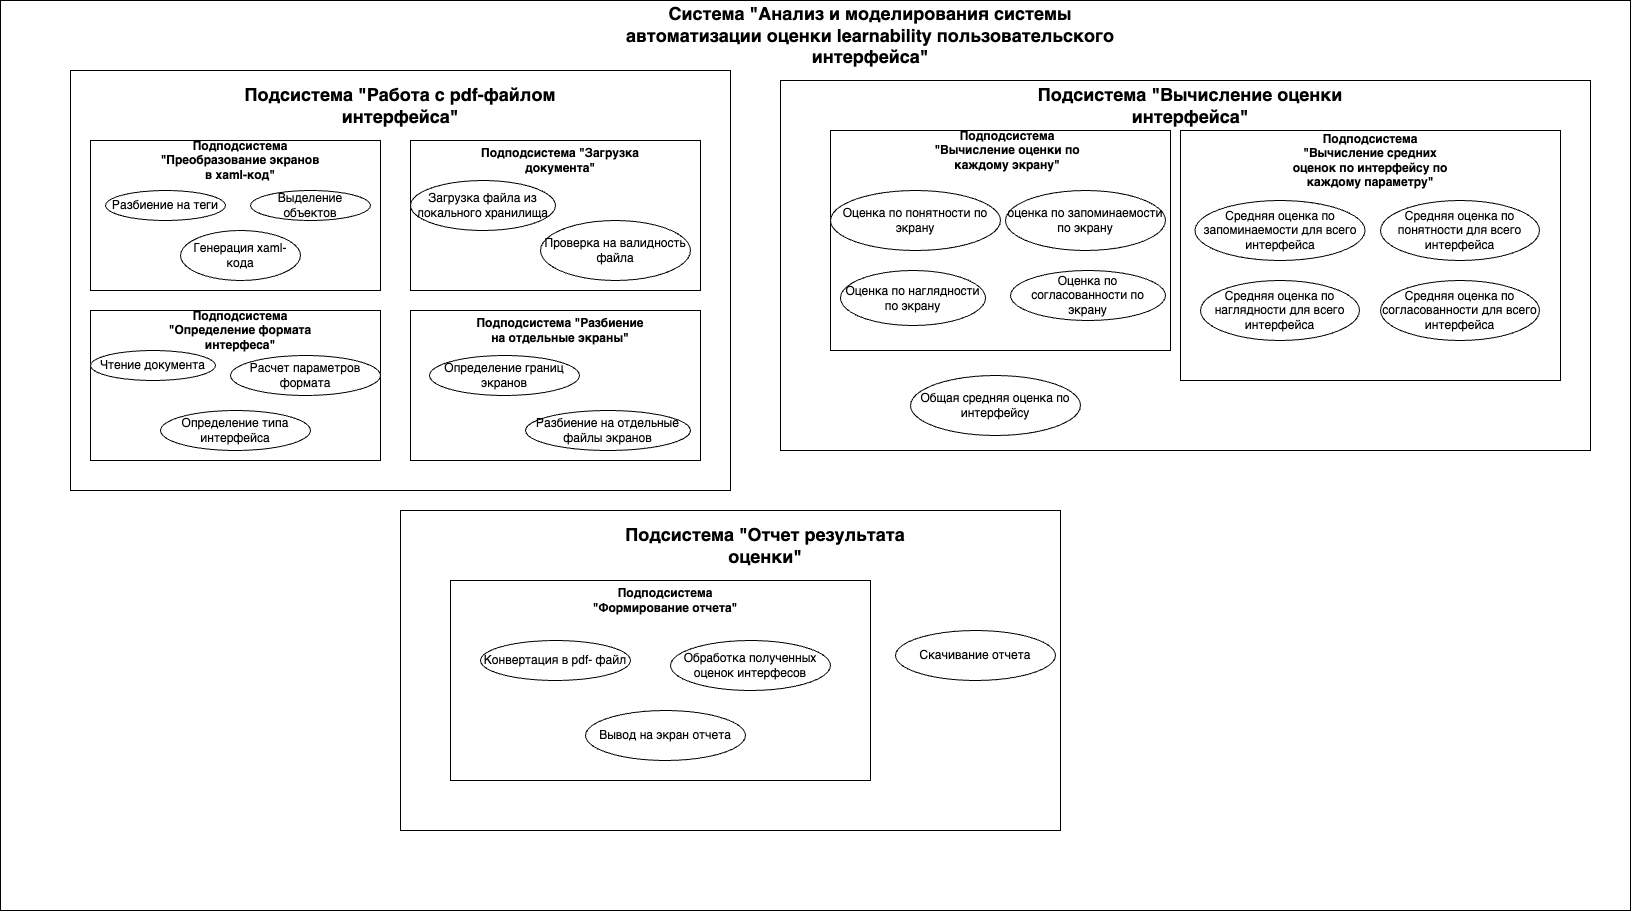 Система "Анализ и моделирования системы
автоматизации оценки learnability пользовательского
интерфейса"
Подсистема "Работа с pdf-файлом
интерфейса"
Подподсистема
"Преобразование экранов
в xaml-код"
Разбиение на теги
Выделение
объектов
Генерация xaml-
кода
Подподсистема "Загрузка
документа"
Загрузка файла из
локального хранилища
Проверка на валидность
файла
Подподсистема
"Определение формата
интерфеса"
Чтение документа
Расчет параметров
формата
Определение типа
интерфейса
Подподсистема "Разбиение
на отдельные экраны"
Определение границ
экранов
Разбиение на отдельные
файлы экранов
Подсистема "Вычисление оценки
интерфейса"
Подподсистема
"Вычисление оценки по
каждому экрану"
Оценка по понятности по
экрану
оценка по запоминаемости
по экрану
Оценка по наглядности
по экрану
Оценка по
согласованности по
экрану
Подподсистема
"Вычисление средних
оценок по интерфейсу по
каждому параметру"
Средняя оценка по
запоминаемости для всего
интерфейса
Средняя оценка по
понятности для всего
интерфейса
Средняя оценка по
наглядности для всего
интерфейса
Средняя оценка по
согласованности для всего
интерфейса
Общая средняя оценка по
интерфейсу
Подсистема "Отчет результата
оценки"
Подподсистема
"Формирование отчета"
Конвертация в pdf- файл
Обработка полученных
оценок интерфесов
Вывод на экран отчета
Скачивание отчета